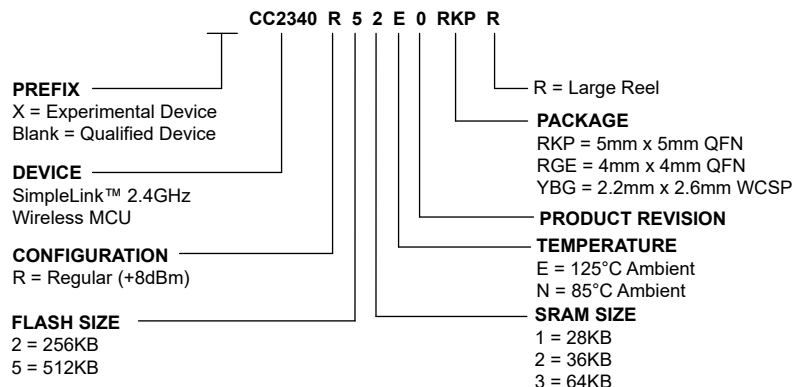 CC2340 R 5 2 E 0 RKP R
PREFIX
X = Experimental Device
Blank = Qualified Device
DEVICE
SimpleLink™ 2.4GHz
Wireless MCU
CONFIGURATION
R = Regular (+8dBm)
FLASH SIZE
2 = 256KB
5 = 512KB
R = Large Reel
PACKAGE
RKP = 5mm x 5mm QFN
RGE = 4mm x 4mm QFN
YBG = 2.2mm x 2.6mm WCSP
PRODUCT REVISION
TEMPERATURE
E = 125°C Ambient
N = 85°C Ambient
SRAM SIZE
1 = 28KB
2 = 36KB
3 = 64KB